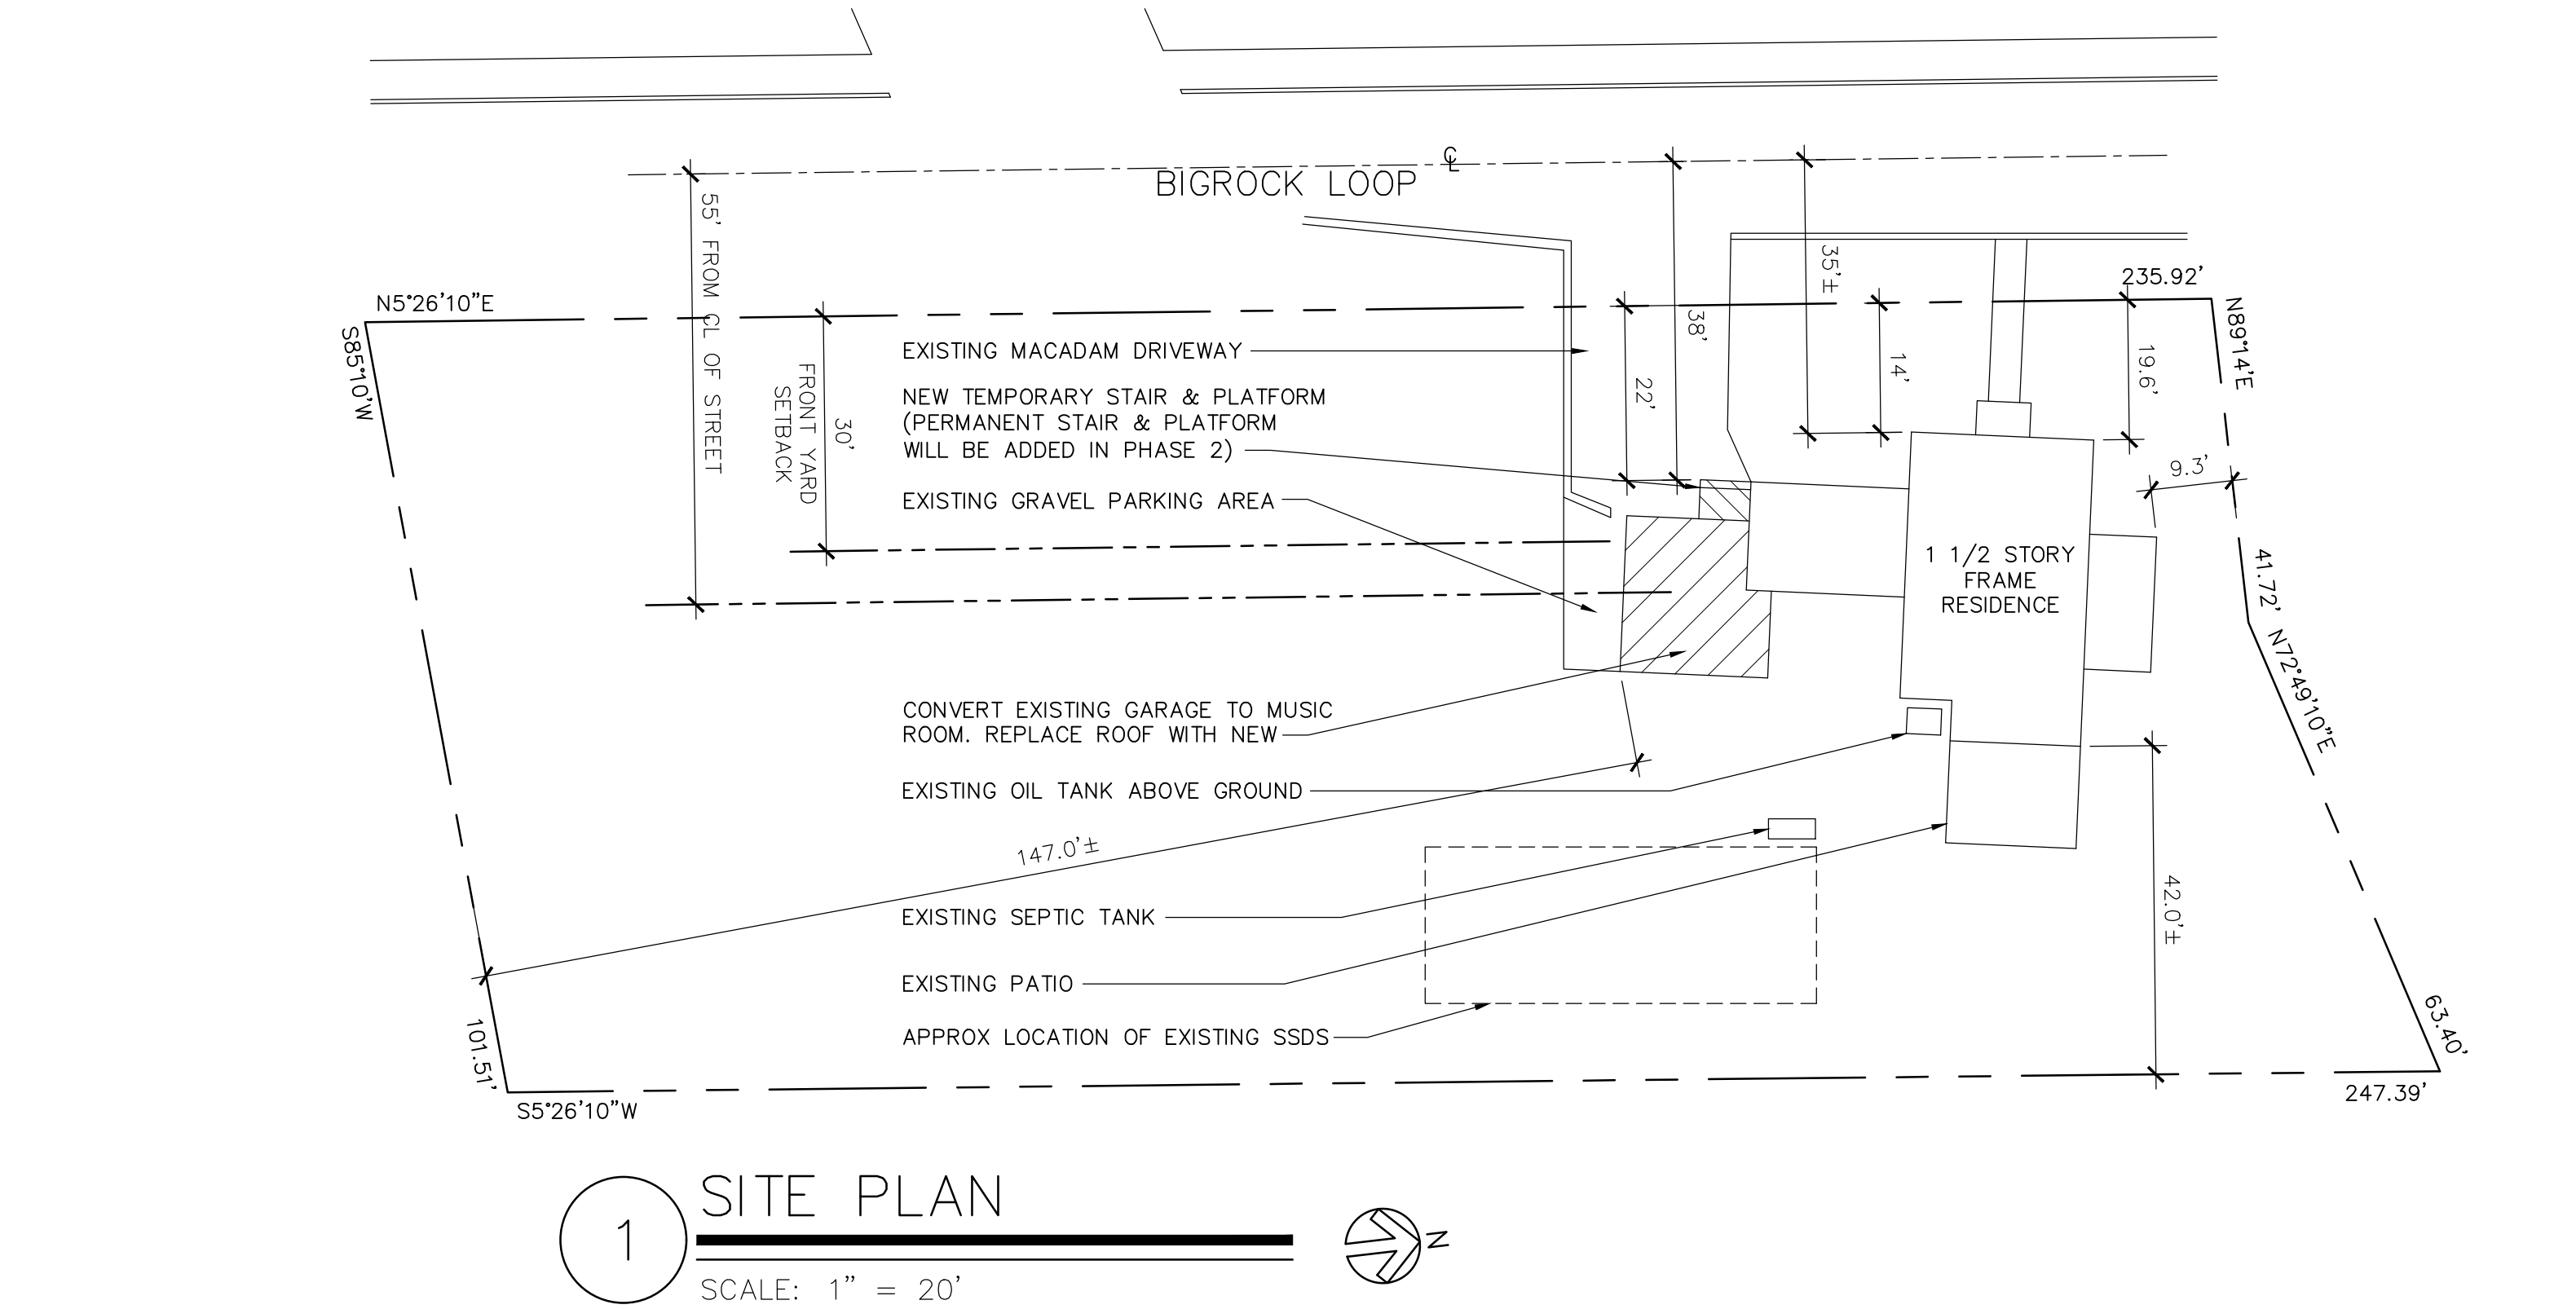 ℄
BIGROCK LOOP
55' FROM CL OF STREET
35'±
235.92'
N5°26'10"E
N89°14'E
S85°10'W
38'
EXISTING MACADAM DRIVEWAY
14'
19.6'
FRONT YARD
SETBACK
30'
22'
NEW TEMPORARY STAIR & PLATFORM
(PERMANENT STAIR & PLATFORM
WILL BE ADDED IN PHASE 2)
9.3'
EXISTING GRAVEL PARKING AREA
1 1/2 STORY
FRAME
RESIDENCE
41.72'
N72°49'10"E
CONVERT EXISTING GARAGE TO MUSIC
ROOM. REPLACE ROOF WITH NEW
EXISTING OIL TANK ABOVE GROUND
147.0'±
EXISTING SEPTIC TANK
42.0'±
EXISTING PATIO
APPROX LOCATION OF EXISTING SSDS
101.51'
63.40'
S5°26'10"W
247.39'
1
SITE PLAN
N
SCALE: 1" = 20'